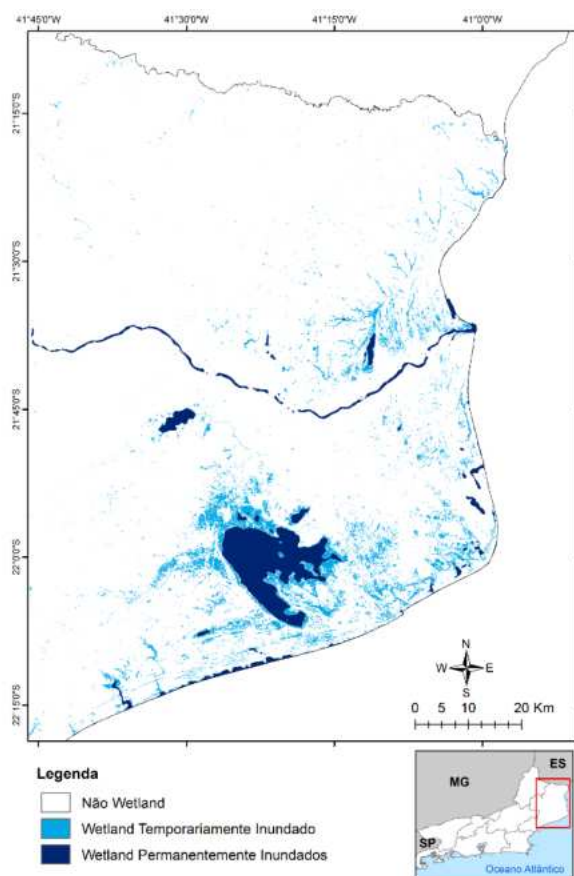 41°45'0"W 41°30'0"W 41°15'0"W 41°0'0"W
21°15'0"S
21°30'0"S
21°45'0"S
22°0'0"S
22°15'0"S
N
W E
S
0 5 10 20 Km
Legenda
Não Wetland
Wetland Temporariamente Inundado
Wetland Permanentemente Inundados
ES
MG
SP
Oceano Atlântico